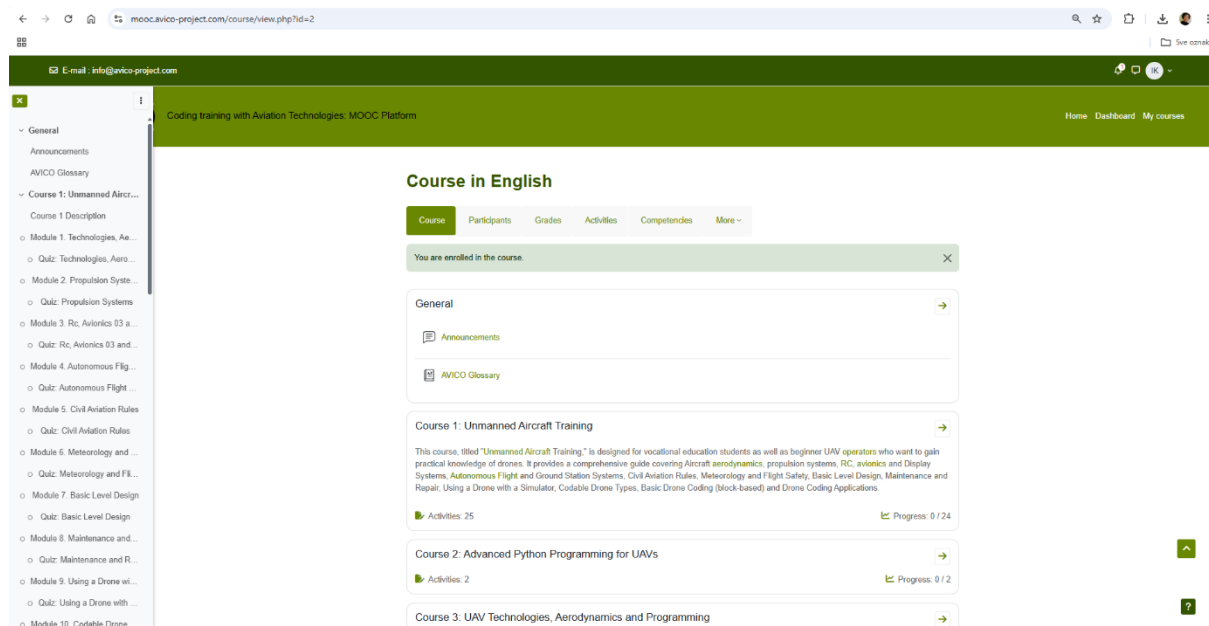 mooc.avico-project.com/course/view.php?id=2
Sve oznak
E-mail : info@avico-project.com
IK
Coding training with Aviation Technologies: MOOC Platform
Home Dashboard My courses
General
Announcements
AVICO Glossary
Course 1: Unmanned Aircr...
Course 1 Description
Module 1. Technologies, Ae...
Quiz: Technologies, Aero...
Module 2. Propulsion Syste...
Quiz: Propulsion Systems
Module 3. Rc, Avionics 03 a...
Quiz: Rc, Avionics 03 and...
Module 4. Autonomous Flig...
Quiz: Autonomous Flight ...
Module 5. Civil Aviation Rules
Quiz: Civil Aviation Rules
Module 6. Meteorology and ...
Quiz: Meteorology and Fli...
Module 7. Basic Level Design
Quiz: Basic Level Design
Module 8. Maintenance and...
Quiz: Maintenance and R...
Module 9. Using a Drone wi...
Quiz: Using a Drone with ...
Module 10. Codable Drone
Course in English
Course Participants Grades Activities Competencies More
You are enrolled in the course.
General
Announcements
AVICO Glossary
Course 1: Unmanned Aircraft Training
This course, titled "Unmanned Aircraft Training," is designed for vocational education students as well as beginner UAV operators who want to gain
practical knowledge of drones. It provides a comprehensive guide covering Aircraft aerodynamics, propulsion systems, RC, avionics and Display
Systems, Autonomous Flight and Ground Station Systems, Civil Aviation Rules, Meteorology and Flight Safety, Basic Level Design, Maintenance and
Repair, Using a Drone with a Simulator, Codable Drone Types, Basic Drone Coding (block-based) and Drone Coding Applications.
Activities: 25 Progress: 0 / 24
Course 2: Advanced Python Programming for UAVs
Activities: 2 Progress: 0 / 2
Course 3: UAV Technologies, Aerodynamics and Programming
?